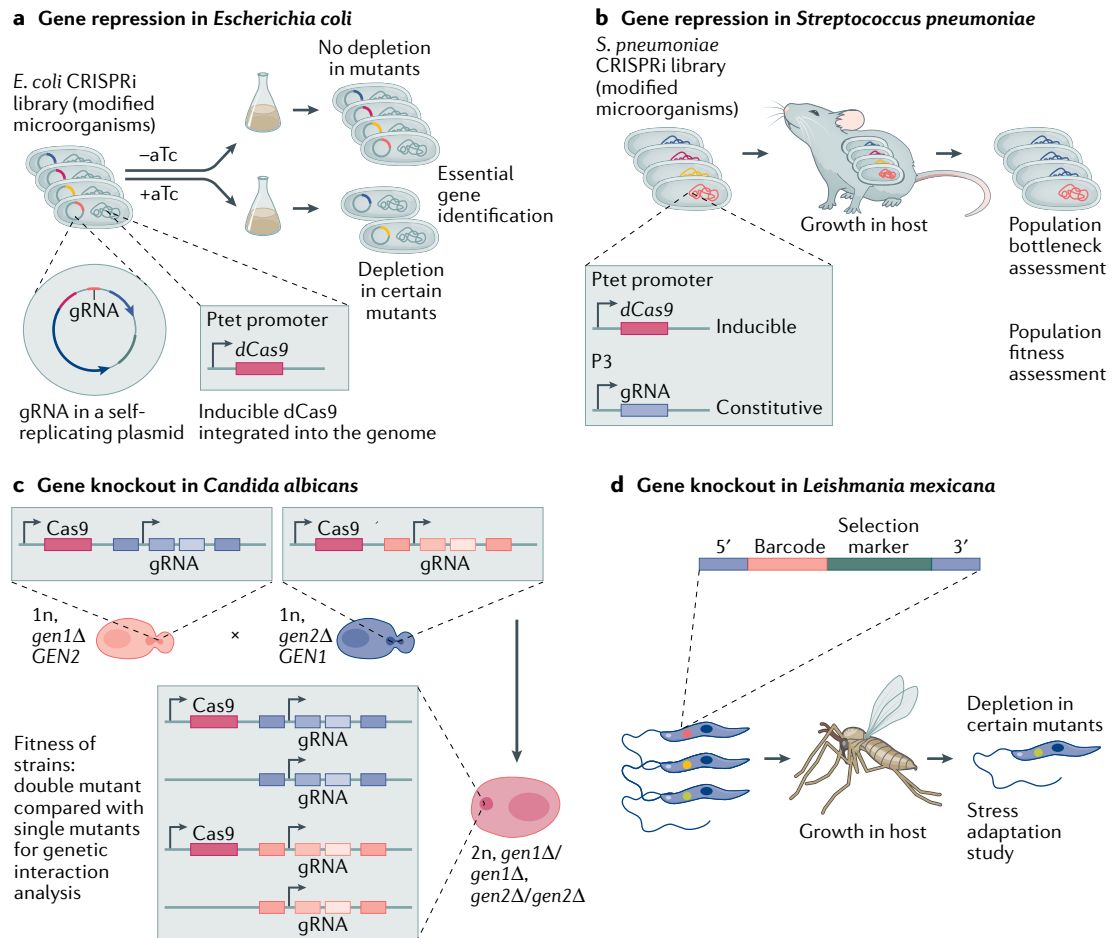 a Gene repression in Escherichia coli
E. coli CRISPRi
library (modified
microorganisms)
No depletion
in mutants
–aTc
+aTc
Essential
gene
identification
Depletion
in certain
mutants
gRNA
Ptet promoter
dCas9
gRNA in a self-
replicating plasmid
Inducible dCas9
integrated into the genome
b Gene repression in Streptococcus pneumoniae
S. pneumoniae
CRISPRi library
(modified
microorganisms)
Growth in host
Population
bottleneck
assessment
Ptet promoter
dCas9
Inducible
P3
gRNA
Constitutive
Population
fitness
assessment
c Gene knockout in Candida albicans
Cas9
gRNA
Cas9
gRNA
1n,
gen1Δ
GEN2
×
1n,
gen2Δ
GEN1
Fitness of
strains:
double mutant
compared with
single mutants
for genetic
interaction
analysis
Cas9
gRNA
gRNA
Cas9
gRNA
gRNA
2n, gen1Δ/
gen1Δ,
gen2Δ/gen2Δ
d Gene knockout in Leishmania mexicana
5′ Barcode Selection
marker 3′
Growth in host
Depletion in
certain mutants
Stress
adaptation
study